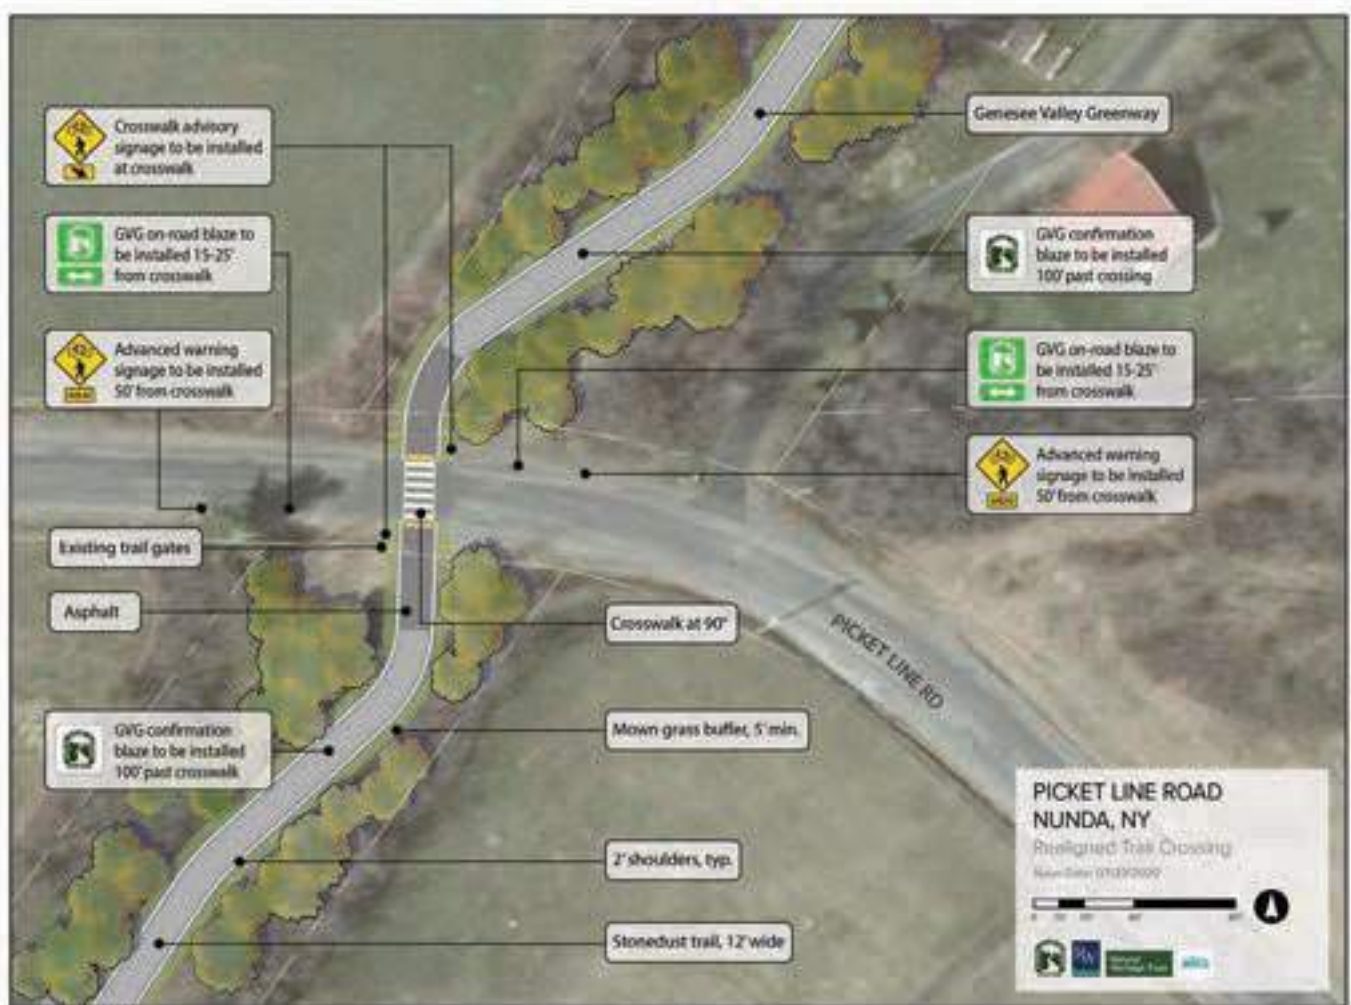 Crosswalk advisory
signage to be installed
at crosswalk
GVG on-road blaze to
be installed 15-25'
from crosswalk
Advanced warning
signage to be installed
50' from crosswalk
Existing trail gates
Asphalt
GVG confirmation
blaze to be installed
100' past crosswalk
Genesee Valley Greenway
GVG confirmation
blaze to be installed
100' past crossing
GVG on-road blaze to
be installed 15-25'
from crosswalk
Advanced warning
signage to be installed
50' from crosswalk
Crosswalk at 90°
Mown grass buffer, 5' min.
2' shoulders, typ.
Stonedust trail, 12' wide
PICKET LINE RD
PICKET LINE ROAD
NUNDA, NY
Realigned Trail Crossing
Natural
Heritage Trust